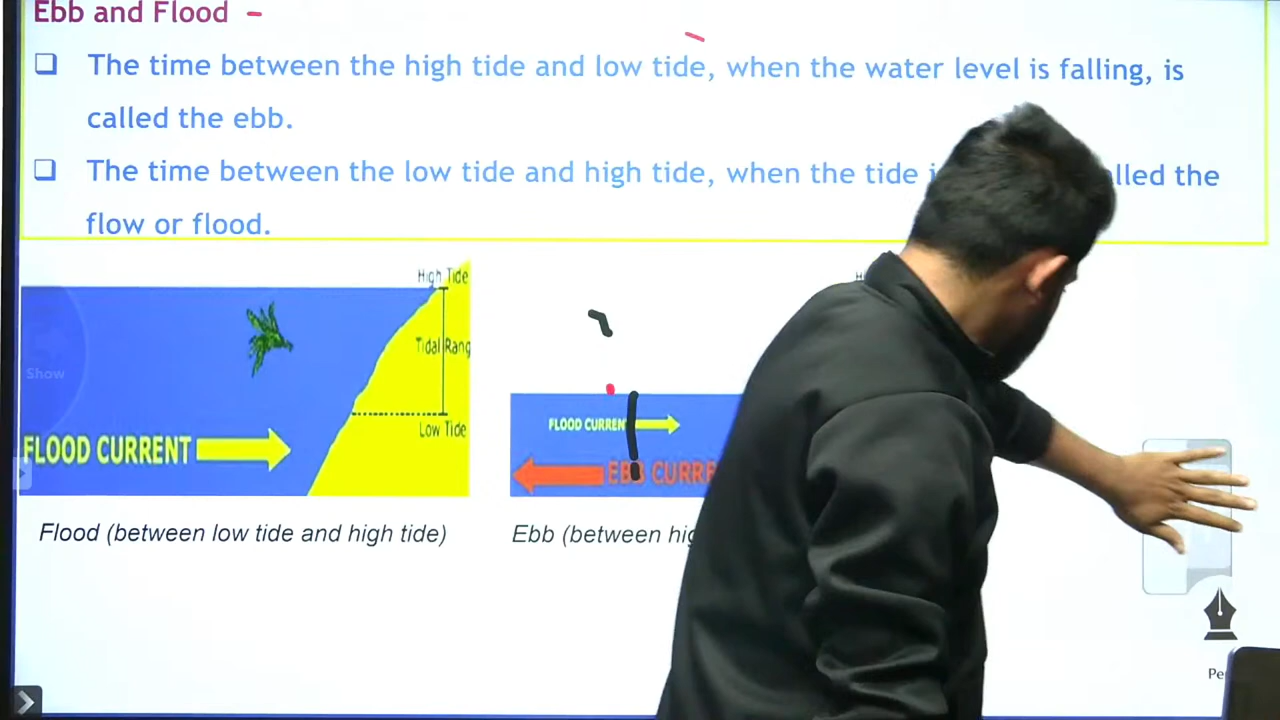 Ebb and Flood -
❑ The time between the high tide and low tide, when the water level is falling, is
called the ebb.
❑ The time between the low tide and high tide, when the tide the
flow or flood.
High Tide
Tidal Rang
Low Tide
Show
FLOOD CURRENT
FLOOD CURREN
EBB CURRE
Flood (between low tide and high tide)
Ebb (between